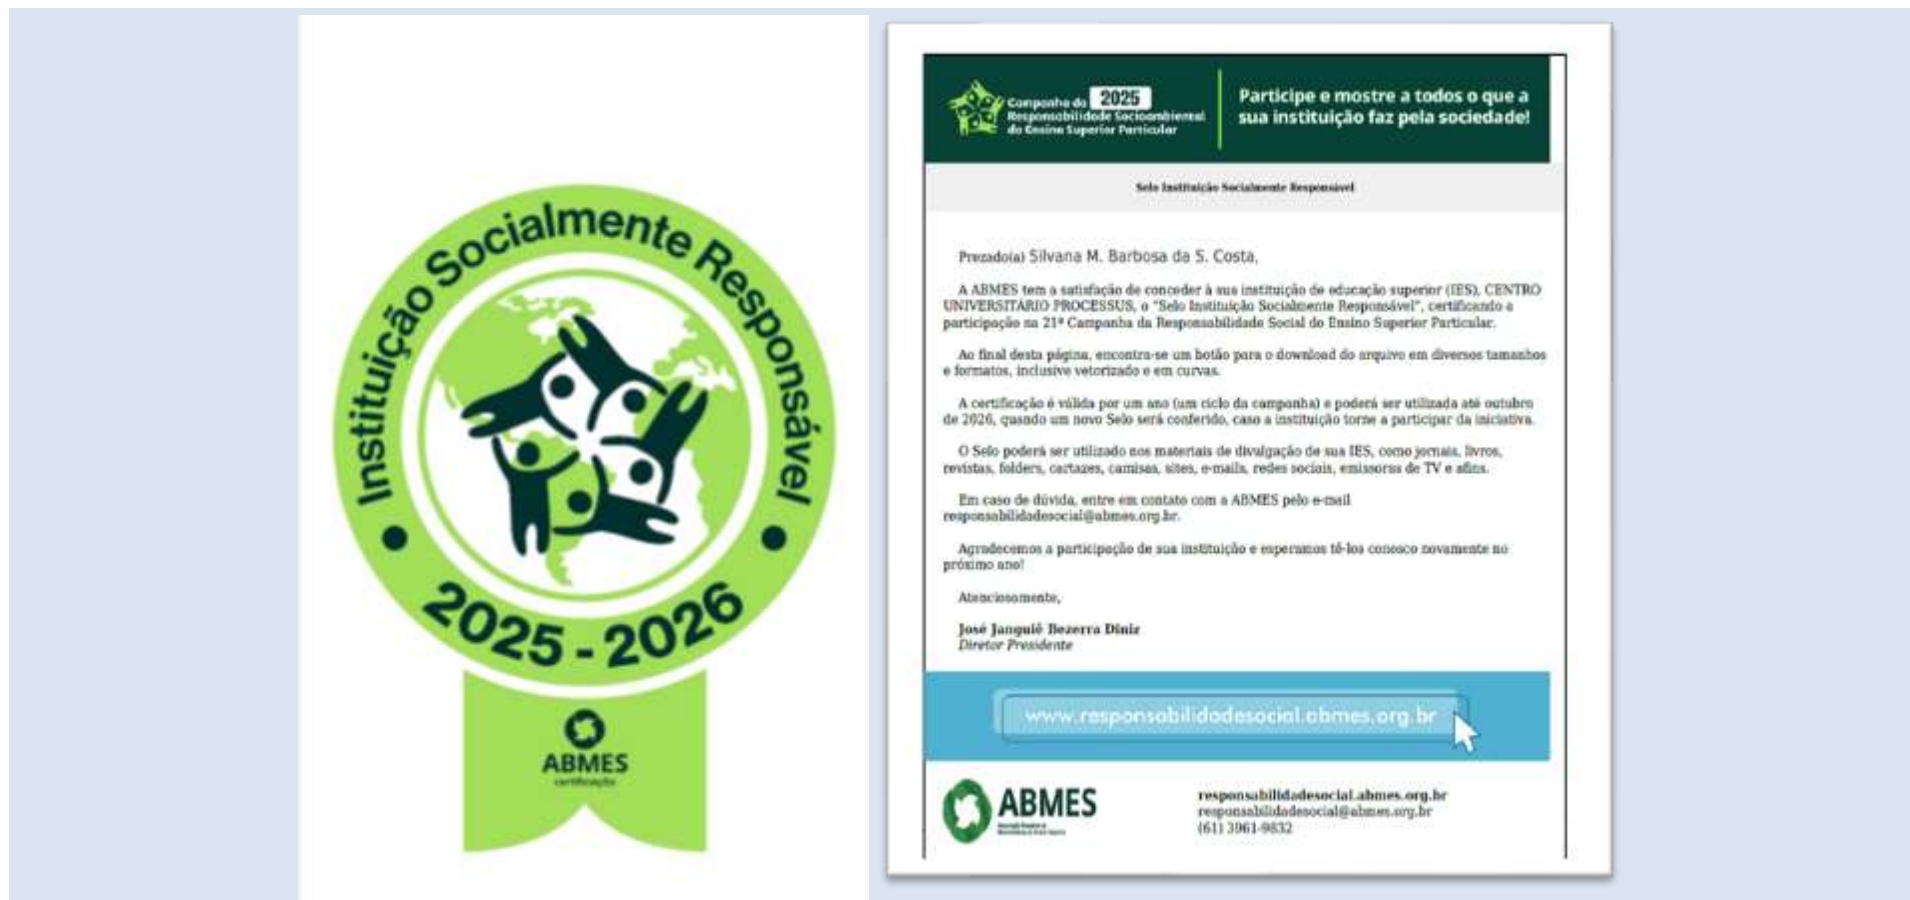 Instituição Socialmente Responsável
2025 - 2026
ABMES
certificação
Campanha da 2025
Responsabilidade Socioambiental
do Ensino Superior Particular
Participe e mostre a todos o que a
sua instituição faz pela sociedade!
Selo Instituição Socialmente Responsável
Prezado(a) Silvana M. Barbosa da S. Costa,
A ABMES tem a satisfação de conceder à sua instituição de educação superior (IES), CENTRO
UNIVERSITÁRIO PROCESSUS, o "Selo Instituição Socialmente Responsável", certificando a
participação na 21ª Campanha da Responsabilidade Social do Ensino Superior Particular.
Ao final desta página, encontra-se um botão para o download do arquivo em diversos tamanhos
e formatos, inclusive vetorizado e em curvas.
A certificação é válida por um ano (um ciclo da campanha) e poderá ser utilizada até outubro
de 2026, quando um novo Selo será conferido, caso a instituição torne a participar da iniciativa.
O Selo poderá ser utilizado nos materiais de divulgação de sua IES, como jornais, livros,
revistas, folders, cartazes, camisas, sites, e-mails, redes sociais, emissoras de TV e afins.
Em caso de dúvida, entre em contato com a ABMES pelo e-mail
responsabilidadesocial@abmes.org.br.
Agradecemos a participação de sua instituição e esperamos tê-los conosco novamente no
próximo ano!
Atenciosamente,
José Janguiê Bezerra Diniz
Diretor Presidente
www.responsabilidadesocial.abmes.org.br
ABMES
responsabilidadesocial.abmes.org.br
responsabilidadesocial@abmes.org.br
(61) 3961-9832